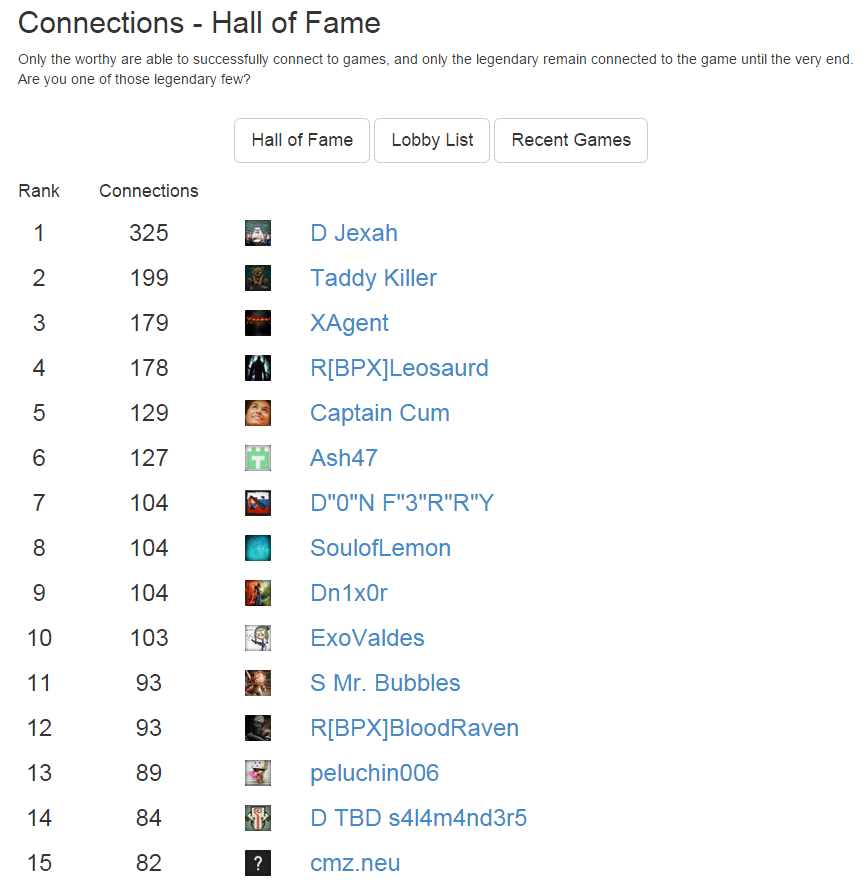 Connections - Hall of Fame
Only the worthy are able to successfully connect to games, and only the legendary remain connected to the game until the very end.
Are you one of those legendary few?
Hall of Fame Lobby List Recent Games
Rank Connections
1 325 D Jexah
2 199 Taddy Killer
3 179 XAgent
4 178 R[BPX]Leosaurd
5 129 Captain Cum
6 127 Ash47
7 104 D"0"N F"3"R"R"Y
8 104 SoulofLemon
9 104 Dn1x0r
10 103 ExoValdes
11 93 S Mr. Bubbles
12 93 R[BPX]BloodRaven
13 89 peluchin006
14 84 D TBD s4l4m4nd3r5
15 82 ? cmz.neu